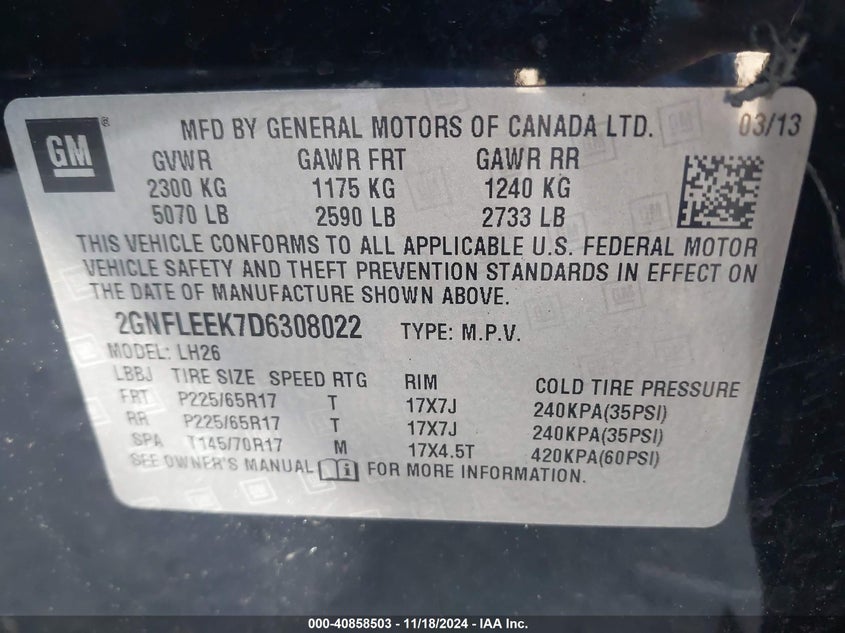 GM ®
MFD BY GENERAL MOTORS OF CANADA LTD. 03/13
GVWR GAWR FRT GAWR RR
2300 KG 1175 KG 1240 KG
5070 LB 2590 LB 2733 LB
THIS VEHICLE CONFORMS TO ALL APPLICABLE U.S. FEDERAL MOTOR
VEHICLE SAFETY AND THEFT PREVENTION STANDARDS IN EFFECT ON
THE DATE OF MANUFACTURE SHOWN ABOVE.
2GNFLEEK7D6308022 TYPE: M.P.V.
MODEL: LH26
LBBJ TIRE SIZE SPEED RTG RIM COLD TIRE PRESSURE
FRT P225/65R17 T 17X7J 240KPA(35PSI)
RR P225/65R17 T 17X7J 240KPA(35PSI)
SPA T145/70R17 M 17X4.5T 420KPA(60PSI)
SEE OWNER'S MANUAL i FOR MORE INFORMATION.
000-40858503 - 11/18/2024 - IAA Inc.